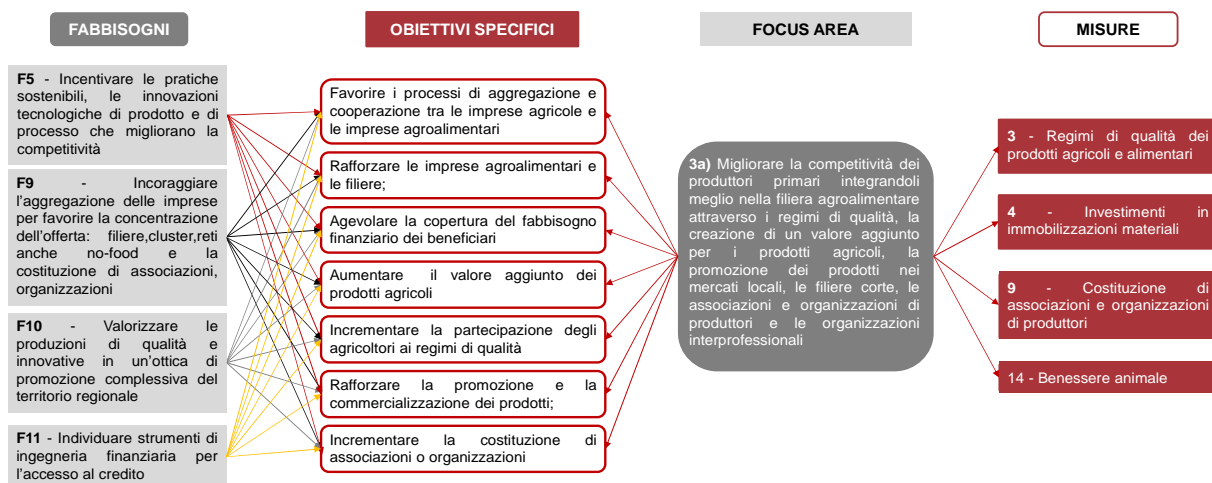 FABBISOGNI
OBIETTIVI SPECIFICI
FOCUS AREA
MISURE
F5 - Incentivare le pratiche
sostenibili, le innovazioni
tecnologiche di prodotto e di
processo che migliorano la
competitività
F9 - Incoraggiare
l'aggregazione delle imprese
per favorire la concentrazione
dell'offerta: filiere,cluster,reti
anche no-food e la
costituzione di associazioni,
organizzazioni
F10 - Valorizzare le
produzioni di qualità e
innovative in un'ottica di
promozione complessiva del
territorio regionale
F11 - Individuare strumenti di
ingegneria finanziaria per
l'accesso al credito
Favorire i processi di aggregazione e
cooperazione tra le imprese agricole e
le imprese agroalimentari
Rafforzare le imprese agroalimentari e
le filiere;
Agevolare la copertura del fabbisogno
finanziario dei beneficiari
Aumentare il valore aggiunto dei
prodotti agricoli
Incrementare la partecipazione degli
agricoltori ai regimi di qualità
Rafforzare la promozione e la
commercializzazione dei prodotti;
Incrementare la costituzione di
associazioni o organizzazioni
3a) Migliorare la competitività dei
produttori primari integrandoli
meglio nella filiera agroalimentare
attraverso i regimi di qualità, la
creazione di un valore aggiunto
per i prodotti agricoli, la
promozione dei prodotti nei
mercati locali, le filiere corte, le
associazioni e organizzazioni di
produttori e le organizzazioni
interprofessionali
3 - Regimi di qualità dei
prodotti agricoli e alimentari
4 - Investimenti in
immobilizzazioni materiali
9 - Costituzione di
associazioni e organizzazioni
di produttori
14 - Benessere animale